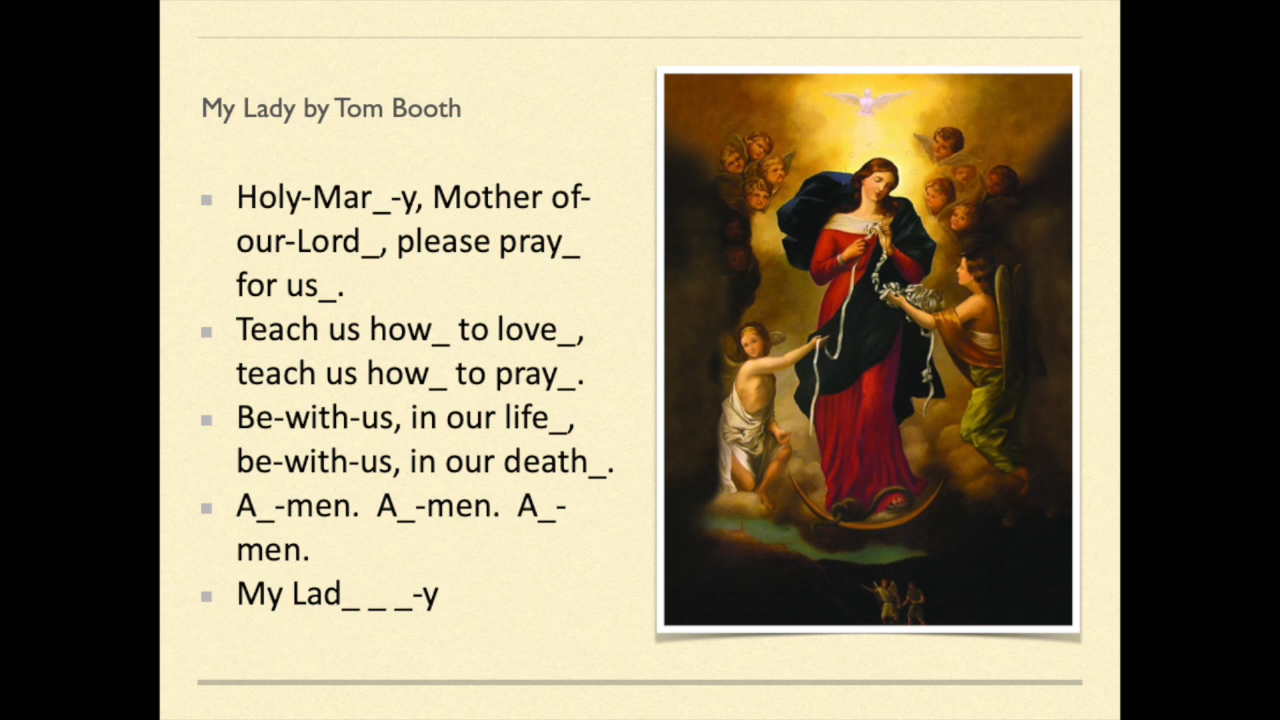 My Lady by Tom Booth
Holy-Mar_-y, Mother of-
our-Lord_, please pray_
for us_.
Teach us how_ to love_,
teach us how_ to pray_.
Be-with-us, in our life_,
be-with-us, in our death_.
A_-men.  A_-men.  A_-
men.
My Lad_ _ _-y